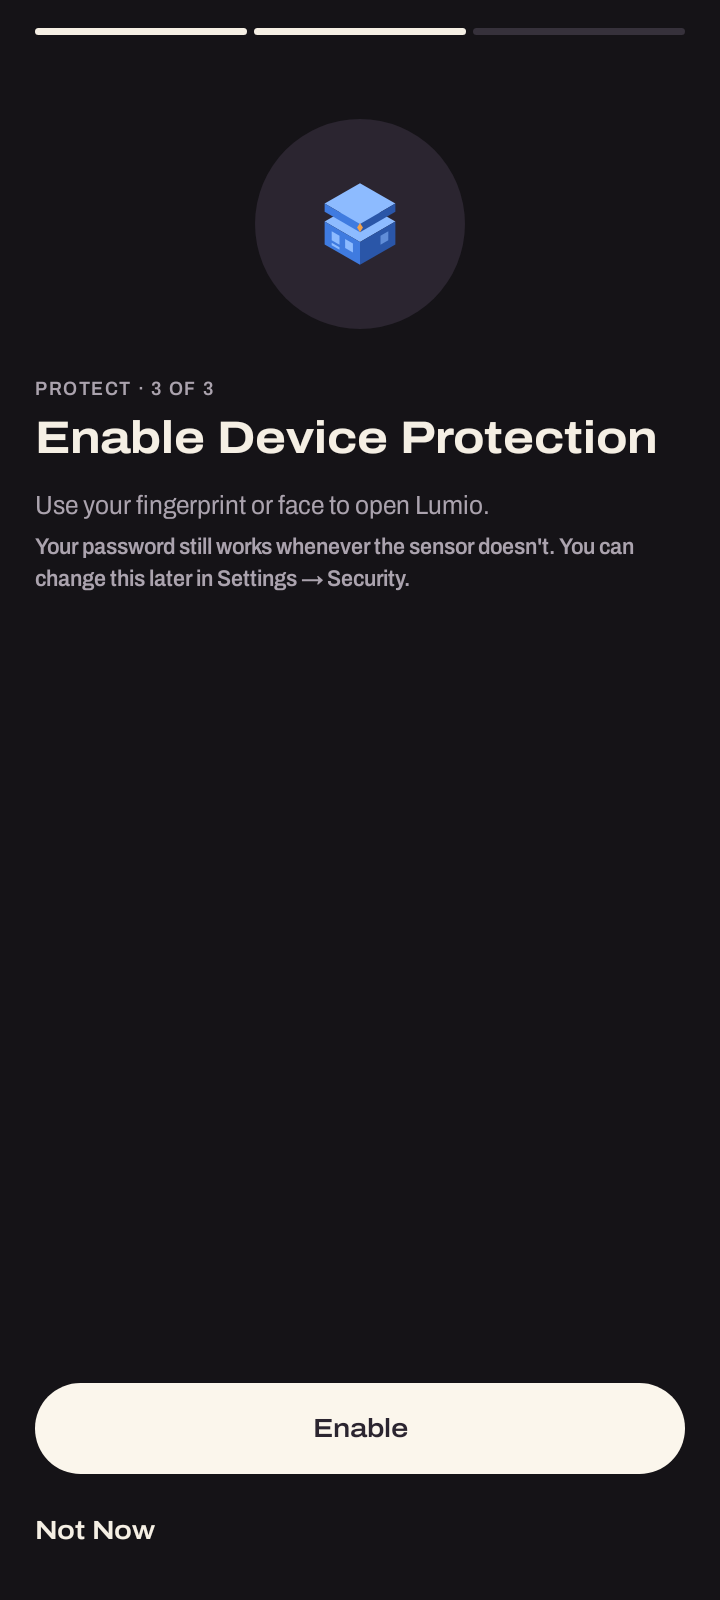 PROTECT · 3 OF 3
Enable Device Protection
Use your fingerprint or face to open Lumio.
Your password still works whenever the sensor doesn't. You can
change this later in Settings → Security.
Enable
Not Now